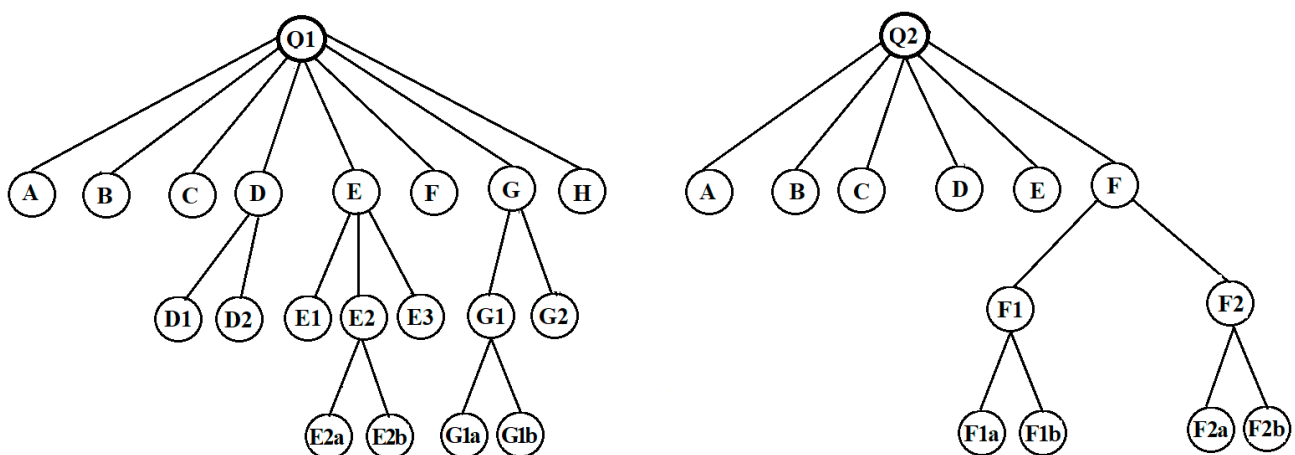 Q1 Q2
A B C D E F G H A B C D E F
D1 D2 E1 E2 E3 G1 G2 F1 F2
E2a E2b G1a G1b F1a F1b F2a F2b